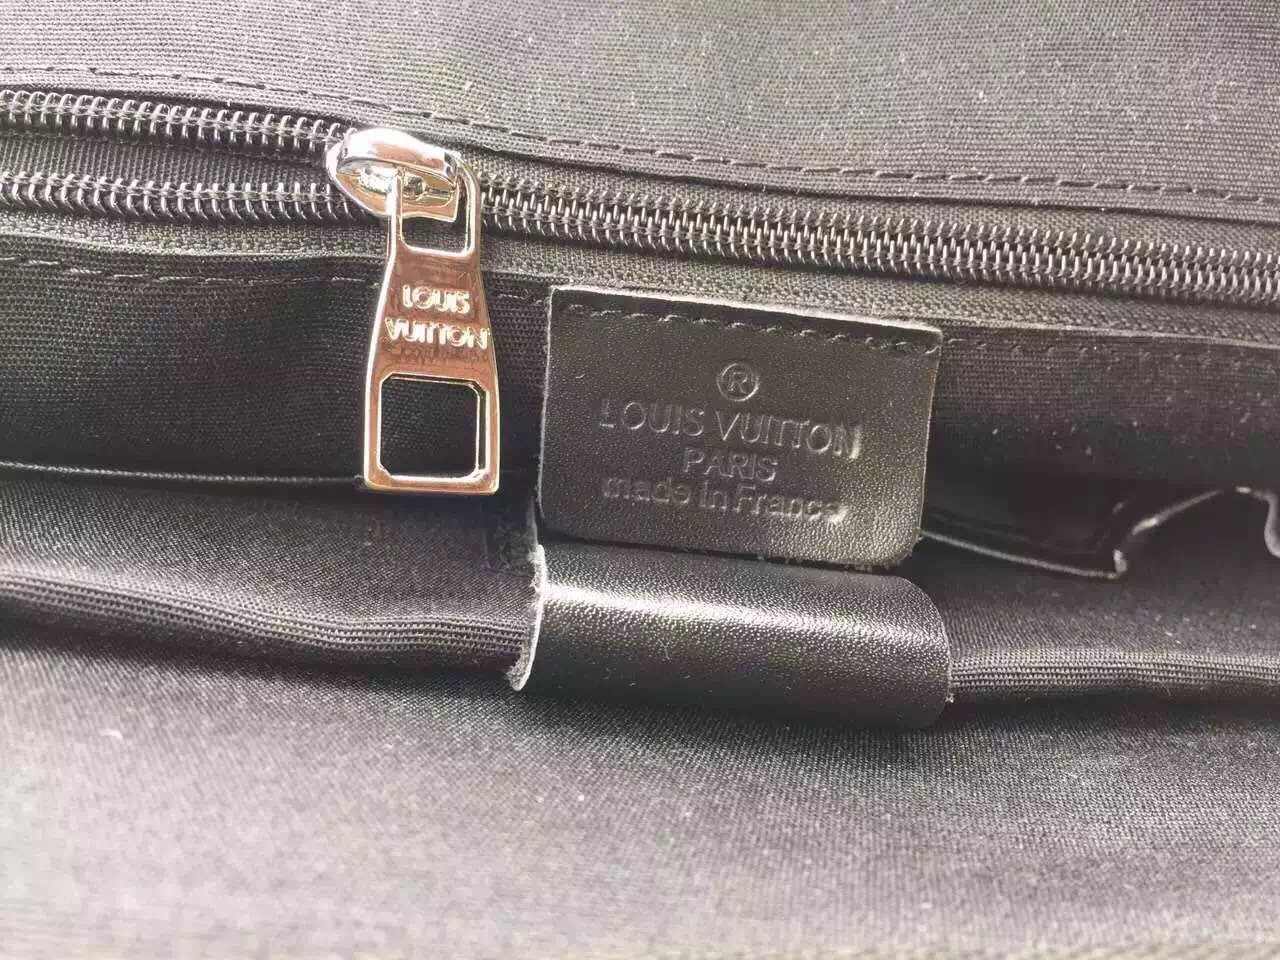 LOUIS
VUITTON
®
LOUIS VUITTON
PARIS
made in France